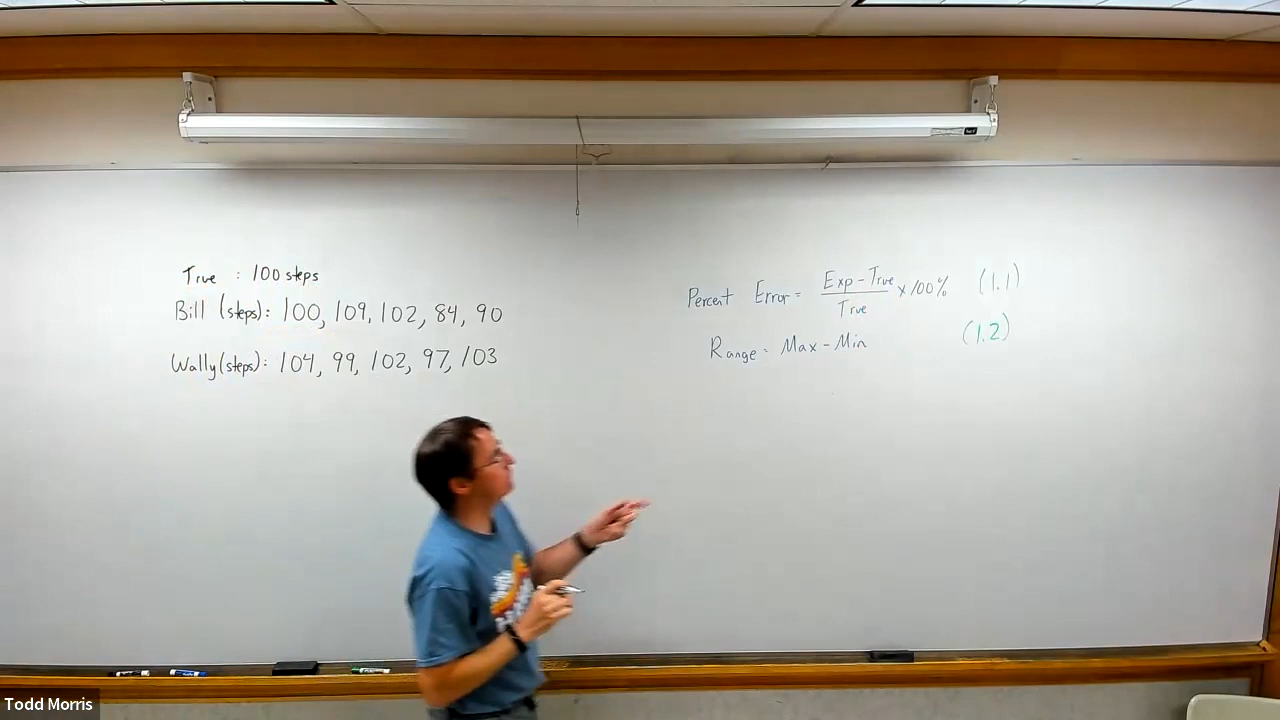 True : 100 steps
Bill (steps): 100, 109, 102, 84, 90
Wally (steps): 104, 99, 102, 97, 103
Percent Error = Exp - True / True x 100% (1.1)
Range = Max - Min (1.2)
Todd Morris